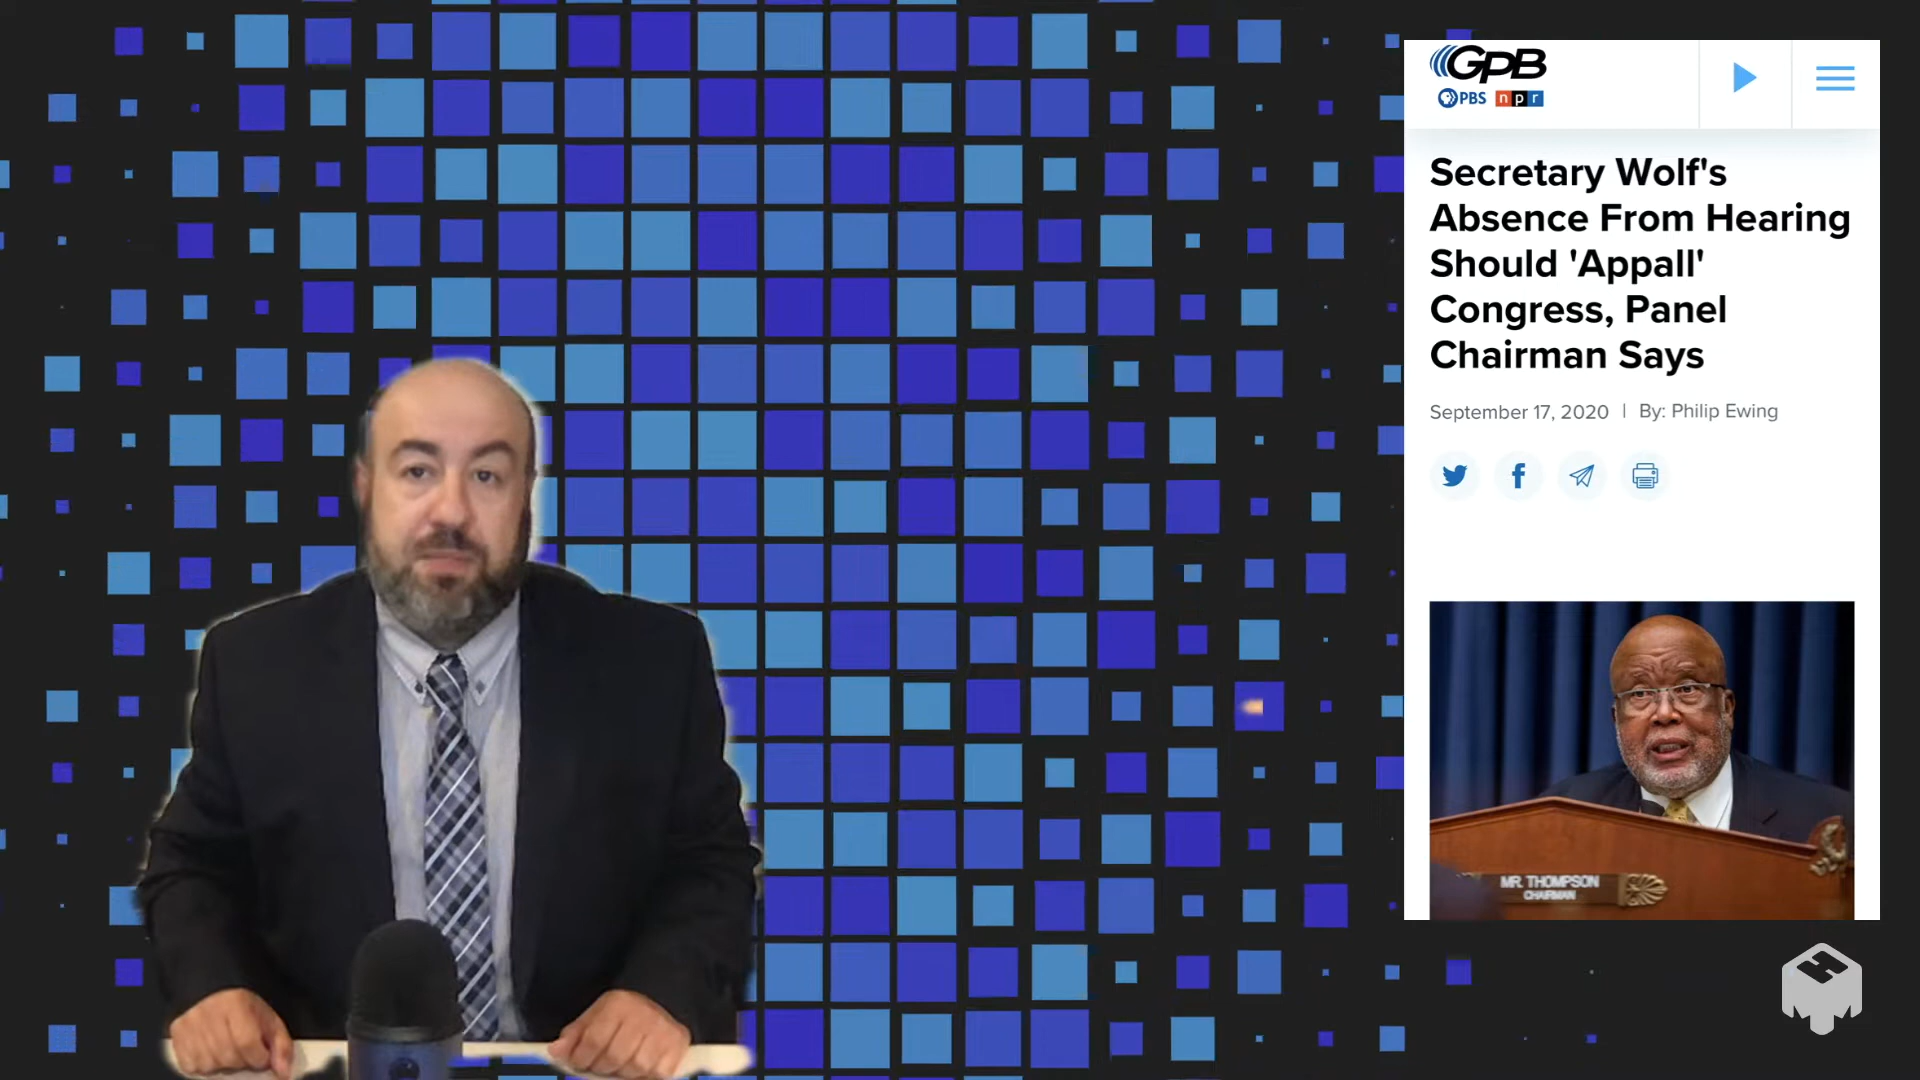 GPB
PBS npr
Secretary Wolf's
Absence From Hearing
Should 'Appall'
Congress, Panel
Chairman Says
September 17, 2020 | By: Philip Ewing
MR. THOMPSON
CHAIRMAN